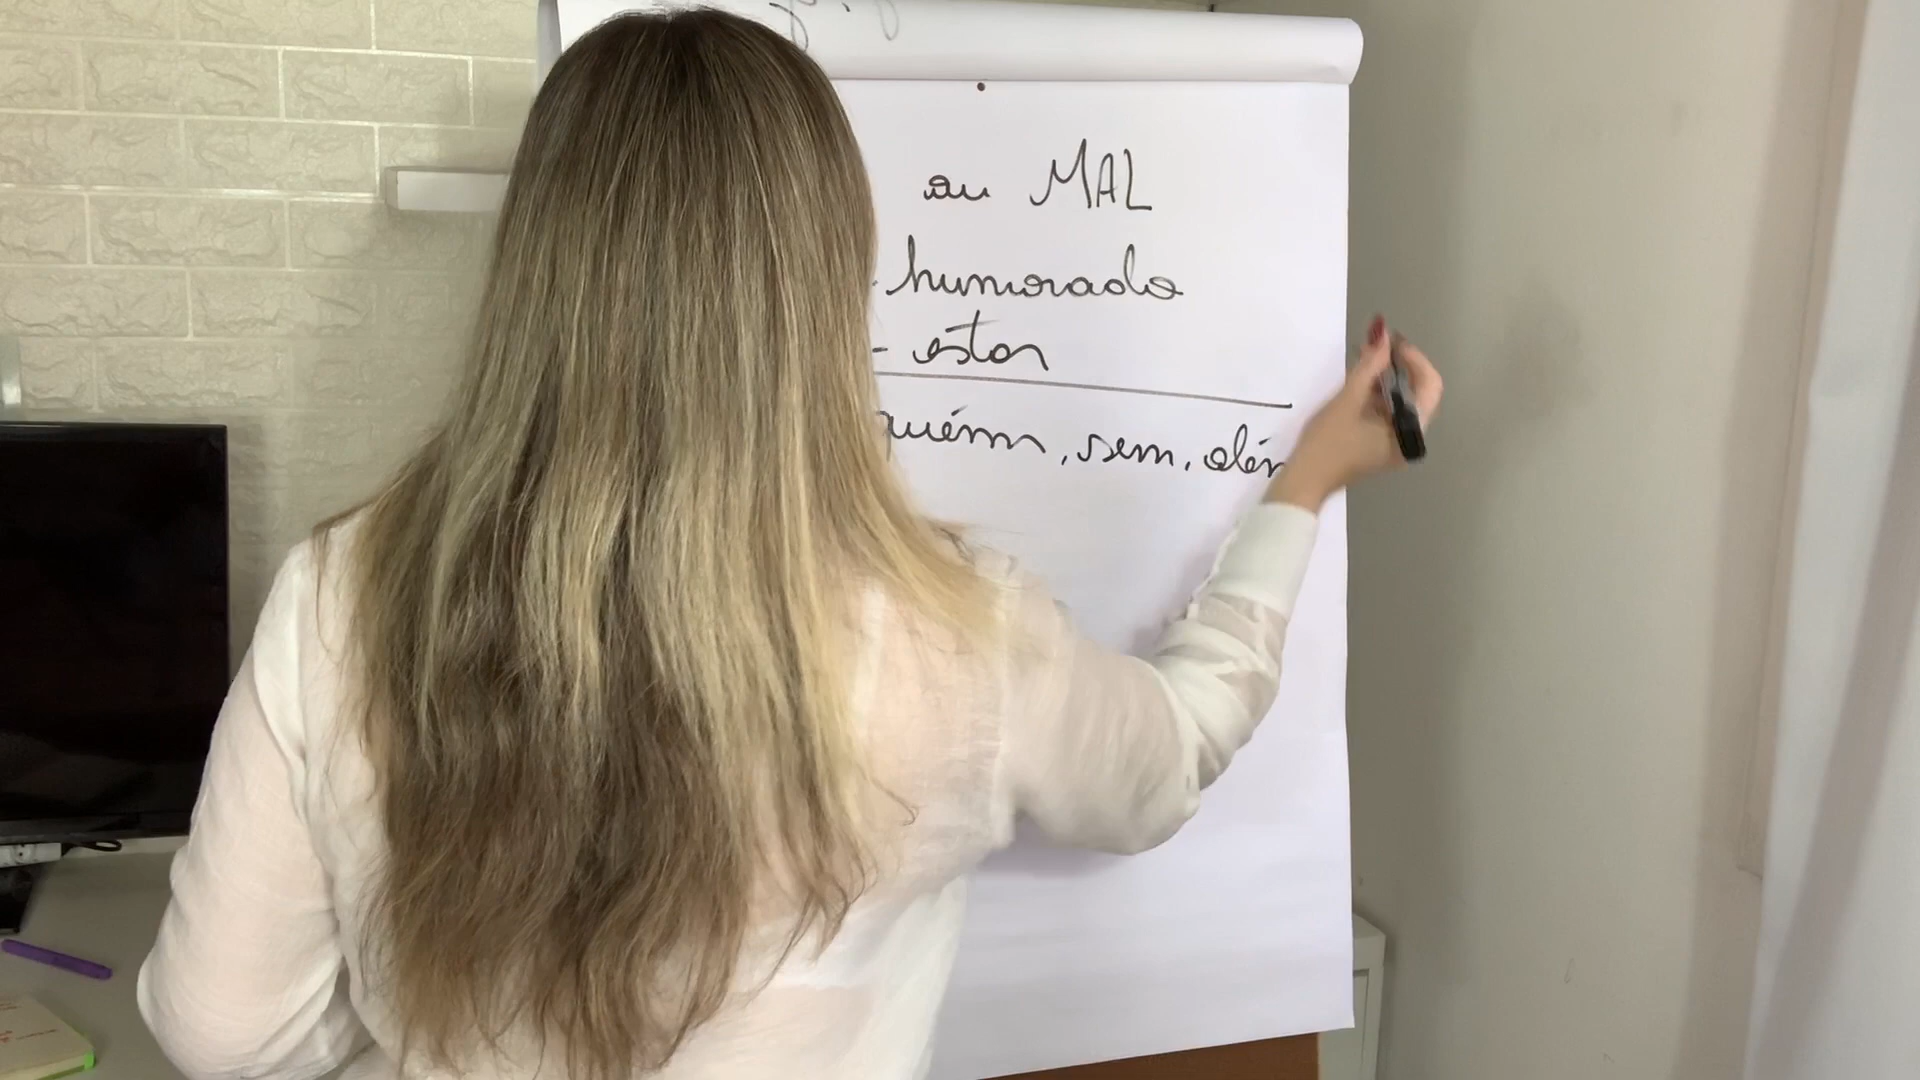 ou MAL
humorado
- estar
quém, sem, além